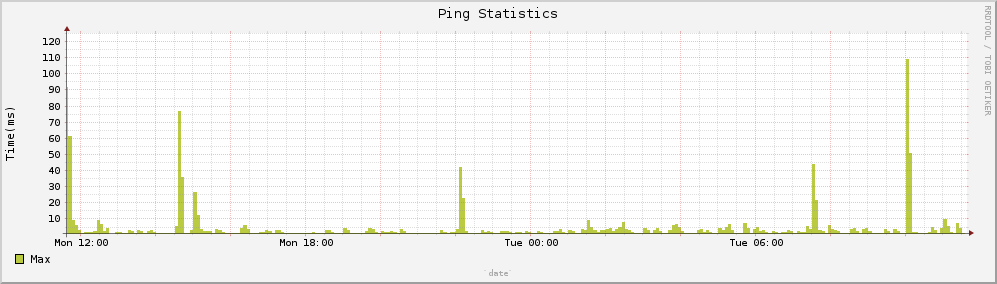 Ping Statistics
RRDTOOL / TOBI OETIKER
Time(ms)
120
110
100
90
80
70
60
50
40
30
20
10
Mon 12:00 Mon 18:00 Tue 00:00 Tue 06:00
Max
`date`